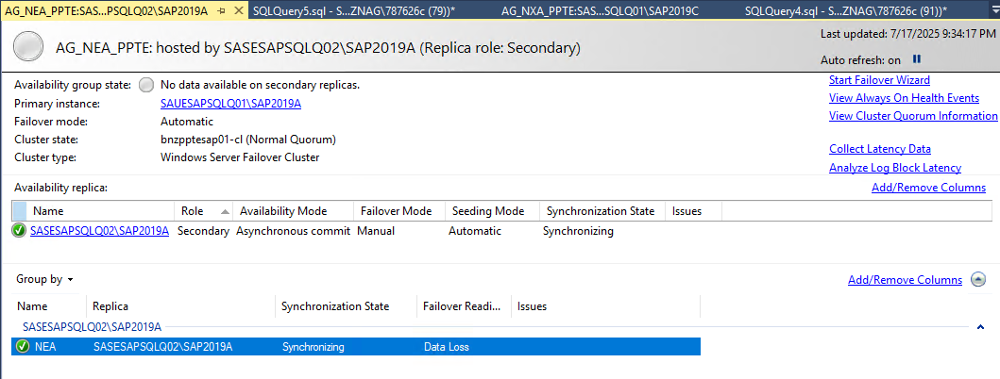 AG_NEA_PPTE:SAS...PSQLQ02\SAP2019A
SQLQuery5.sql - S...ZNAG\787626c (79))*
AG_NXA_PPTE:SAS...SQLQ01\SAP2019C
SQLQuery4.sql - S...ZNAG\787626c (91))*
AG_NEA_PPTE: hosted by SASESAPSQLQ02\SAP2019A (Replica role: Secondary)
Last updated: 7/17/2025 9:34:17 PM
Auto refresh: on
Availability group state: No data available on secondary replicas.
Primary instance: SAUESAPSQLQ01\SAP2019A
Failover mode: Automatic
Cluster state: bnzpptesap01-cl (Normal Quorum)
Cluster type: Windows Server Failover Cluster
Start Failover Wizard
View Always On Health Events
View Cluster Quorum Information
Collect Latency Data
Analyze Log Block Latency
Availability replica:
Add/Remove Columns
Name Role Availability Mode Failover Mode Seeding Mode Synchronization State Issues
SASESAPSQLQ02\SAP2019A Secondary Asynchronous commit Manual Automatic Synchronizing
Group by
Add/Remove Columns
Name Replica Synchronization State Failover Readi... Issues
SASESAPSQLQ02\SAP2019A
NEA SASESAPSQLQ02\SAP2019A Synchronizing Data Loss